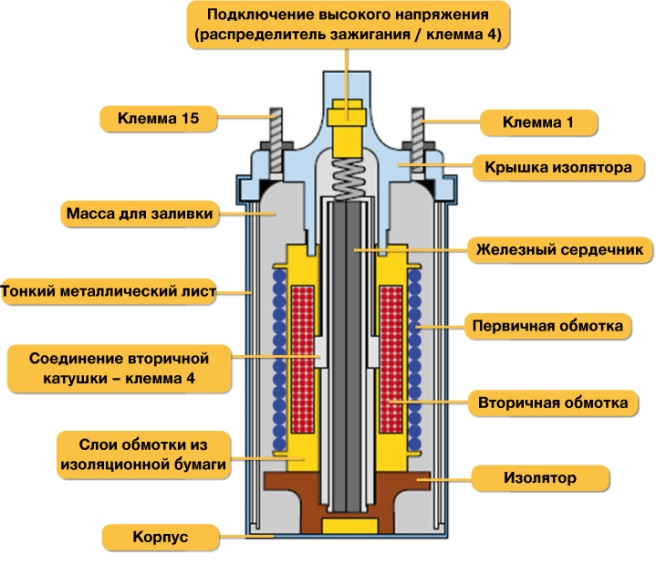 Подключение высокого напряжения
(распределитель зажигания / клемма 4)
Клемма 15
Клемма 1
Крышка изолятора
Масса для заливки
Железный сердечник
Тонкий металлический лист
Первичная обмотка
Соединение вторичной
катушки – клемма 4
Вторичная обмотка
Слои обмотки из
изоляционной бумаги
Изолятор
Корпус